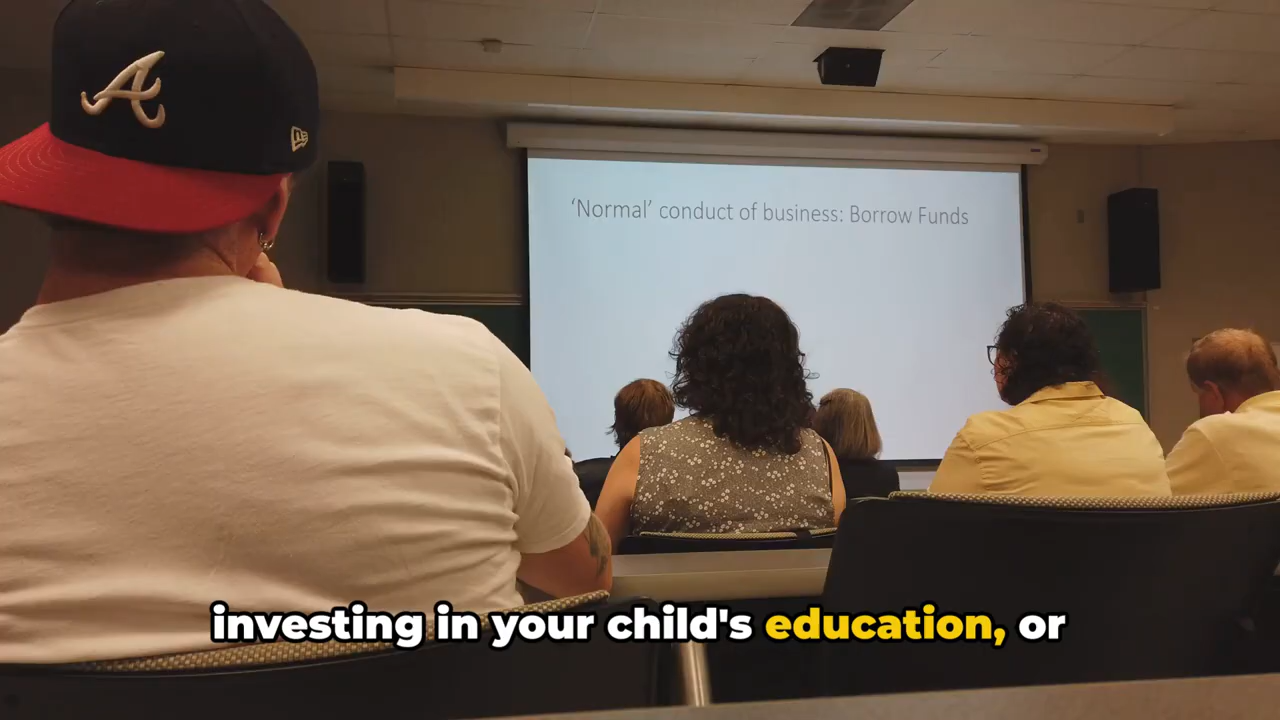 A
‘Normal’ conduct of business: Borrow Funds
investing in your child's education, or